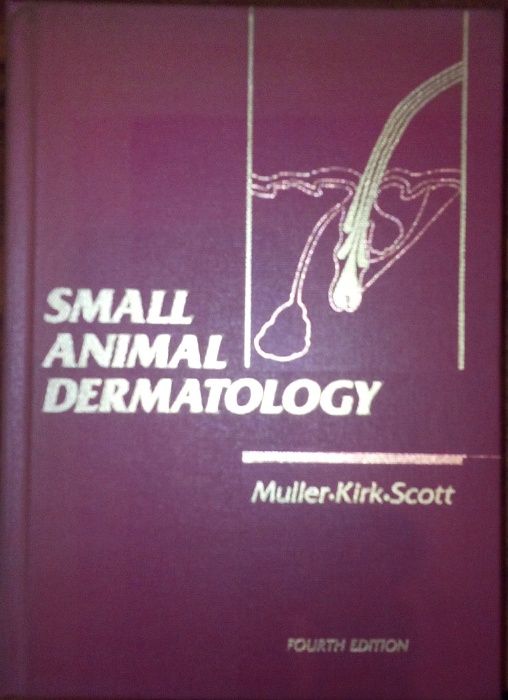 SMALL
ANIMAL
DERMATOLOGY
Muller•Kirk•Scott
FOURTH EDITION